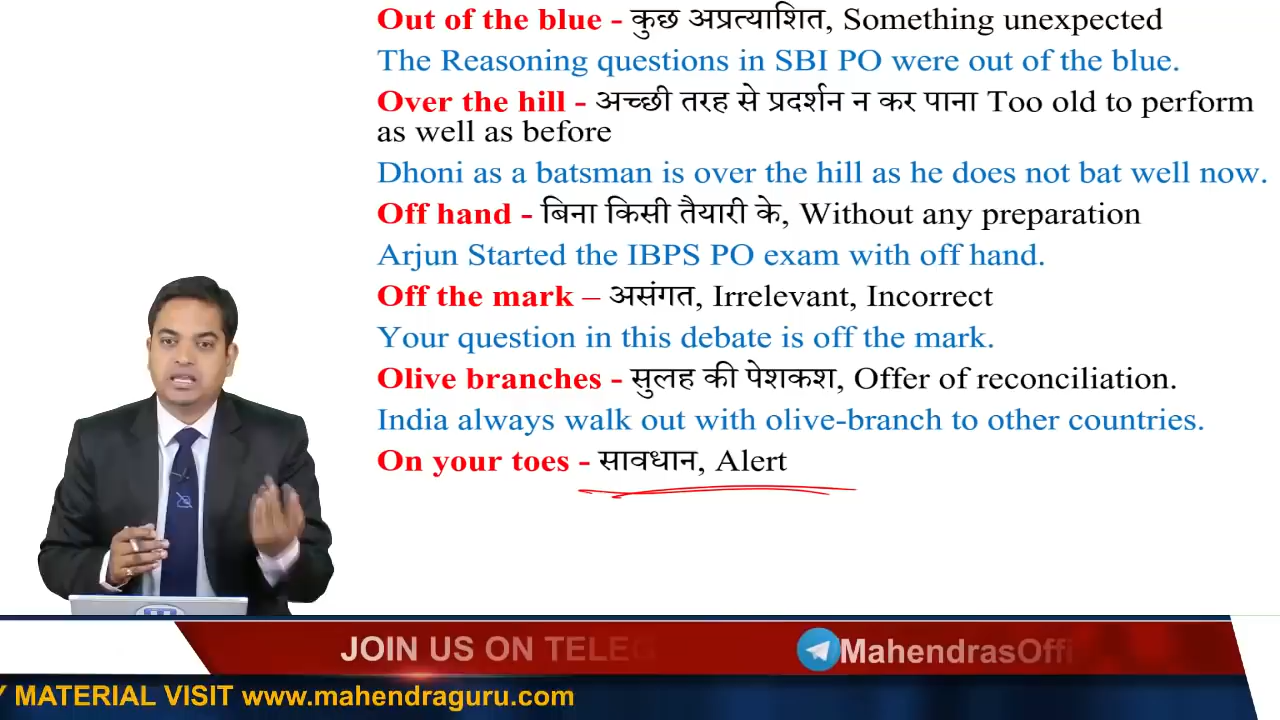 Out of the blue - कुछ अप्रत्याशित, Something unexpected
The Reasoning questions in SBI PO were out of the blue.
Over the hill - अच्छी तरह से प्रदर्शन न कर पाना Too old to perform
as well as before
Dhoni as a batsman is over the hill as he does not bat well now.
Off hand - बिना किसी तैयारी के, Without any preparation
Arjun Started the IBPS PO exam with off hand.
Off the mark – असंगत, Irrelevant, Incorrect
Your question in this debate is off the mark.
Olive branches - सुलह की पेशकश, Offer of reconciliation.
India always walk out with olive-branch to other countries.
On your toes - सावधान, Alert
JOIN US ON TELEG
MahendrasOffi
Y MATERIAL VISIT www.mahendraguru.com